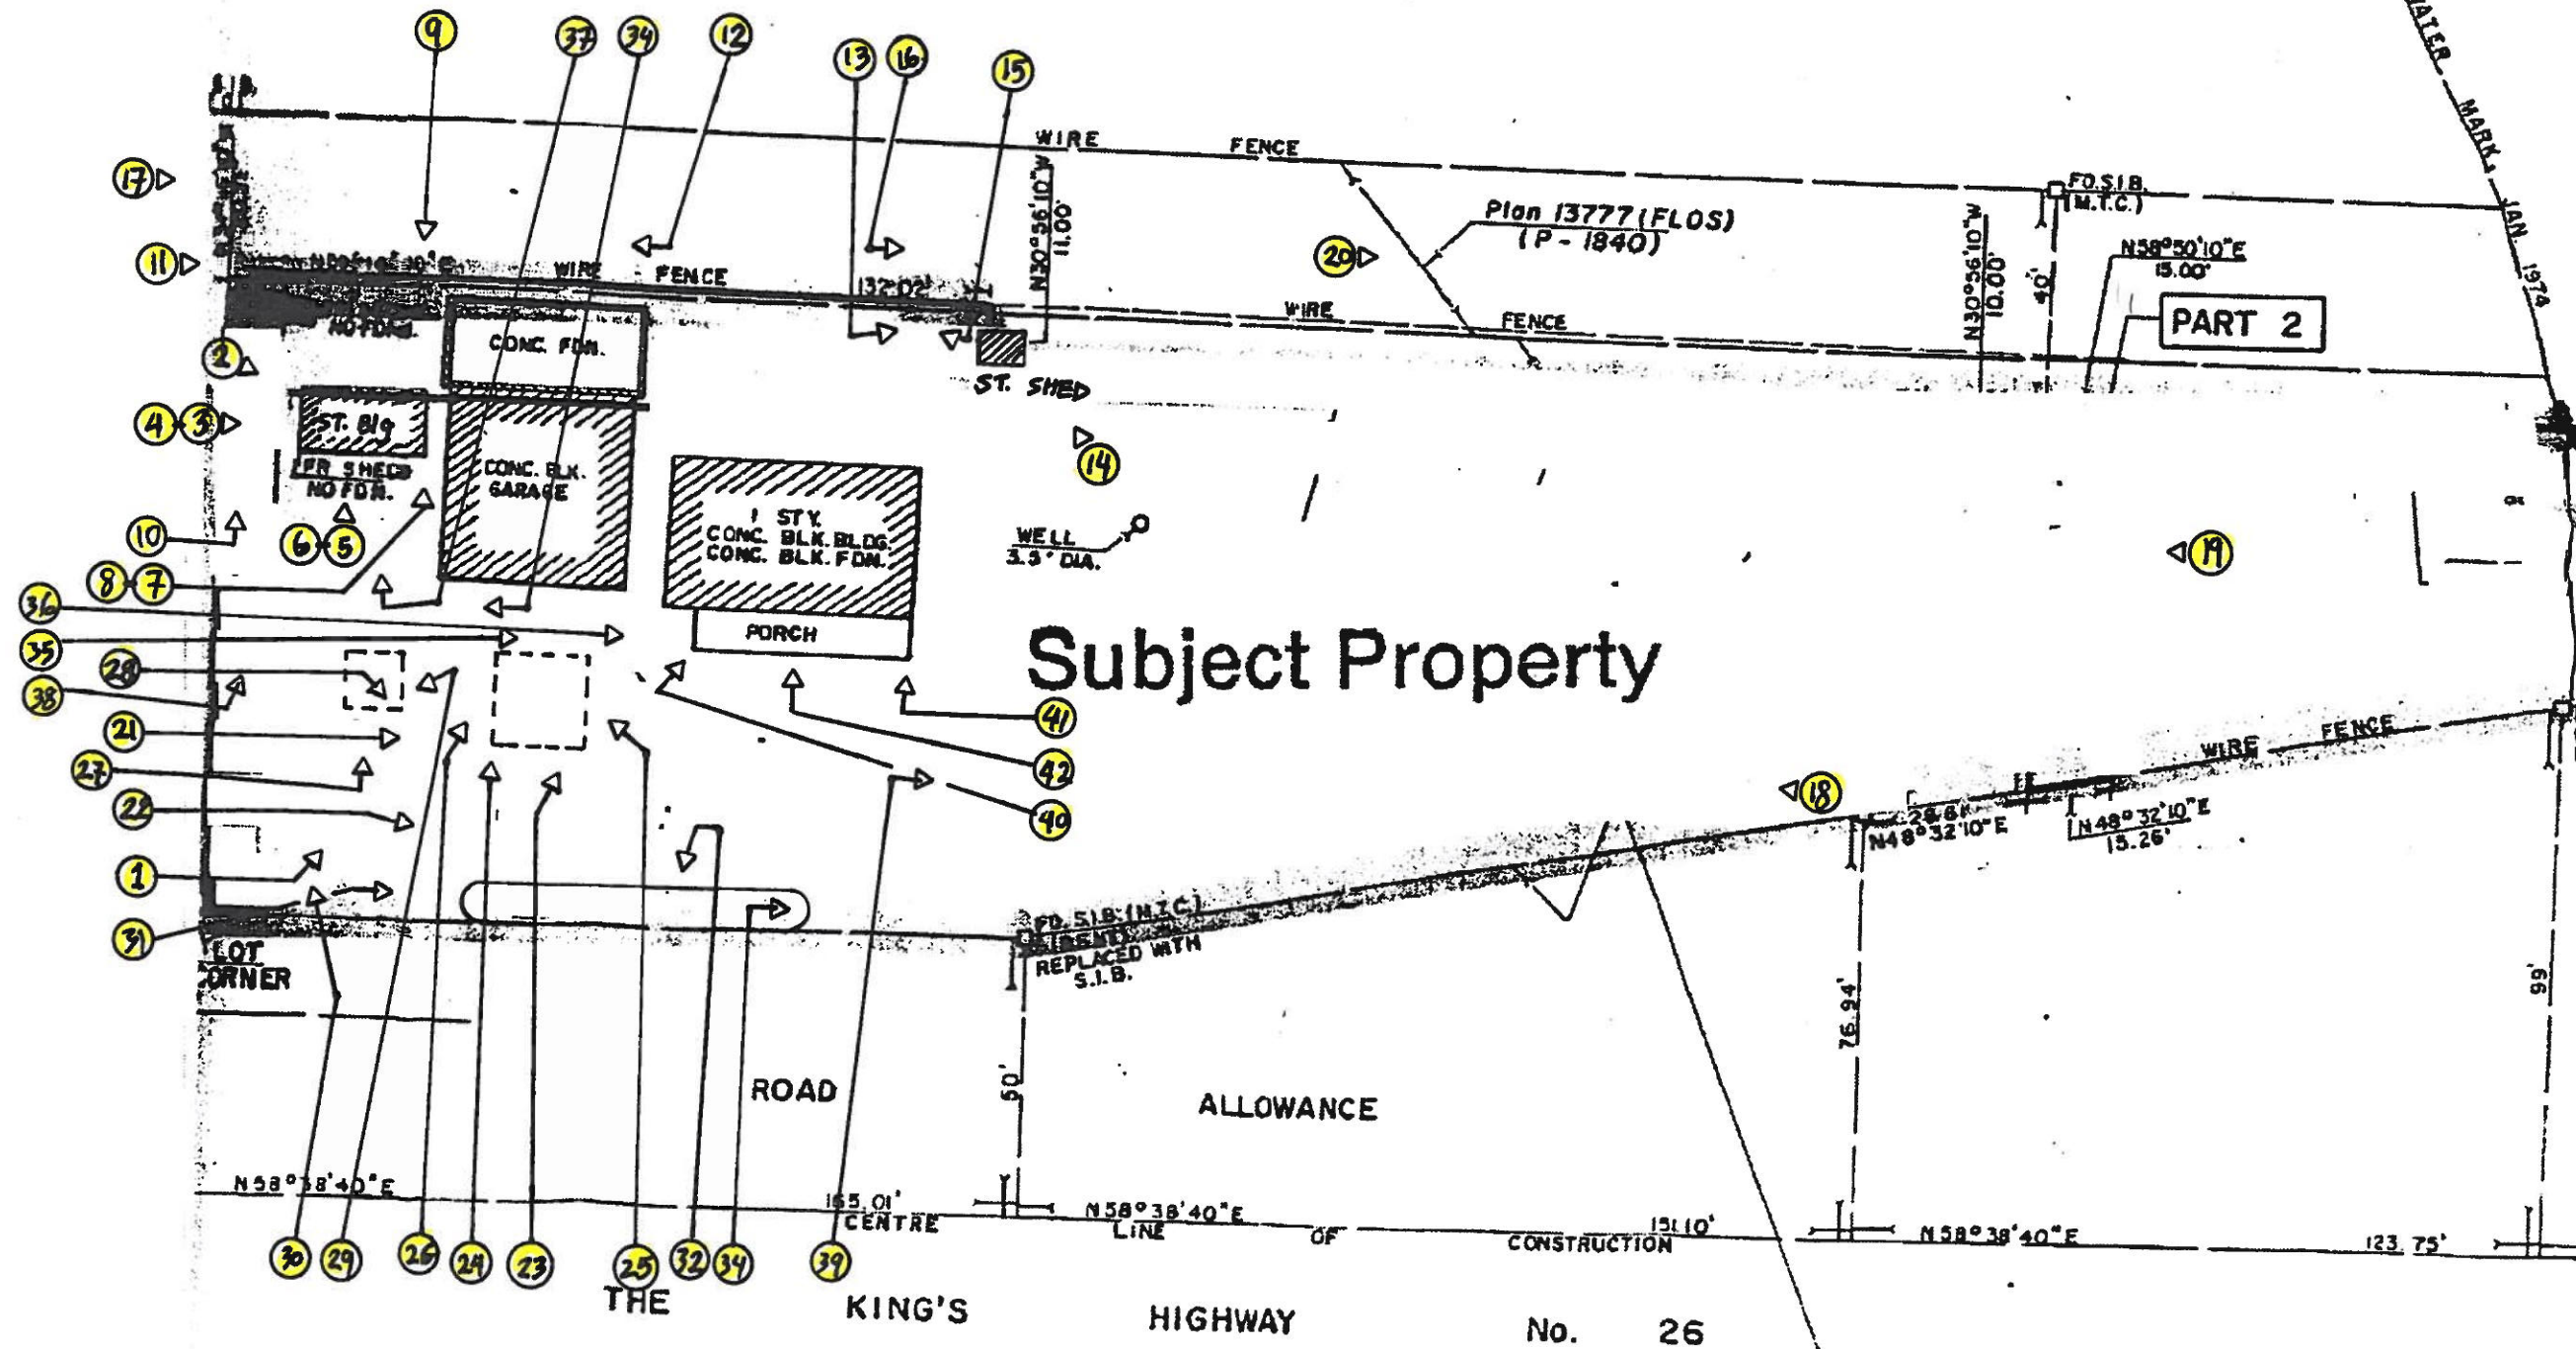 9
37
34
12
13
16
15
WATER MARK, JAN. 1974
WIRE FENCE
17
N30°56'10"W
11.00'
FD. S.I.B.
(M.T.C.)
Plan 13777 (FLOS)
(P - 1840)
20
N30°56'10"W
10.00'
40'
N58°50'10"E
15.00'
11
WIRE FENCE
132.02'
WIRE FENCE
PART 2
NO FDN.
CONC. FDN.
2
ST. SHED
4
3
ST. Blg
FR SHED
NO FDN.
CONC. BLK.
GARAGE
14
10
6
5
1 STY.
CONC. BLK. BLDG.
CONC. BLK. FDN.
WELL
3.5' DIA.
19
8
7
36
PORCH
35
Subject Property
28
38
41
21
WIRE FENCE
27
42
18
22
40
N48°32'10"E
N48°32'10"E
15.26'
1
FD. S.I.B. (M.T.C.)
REPLACED WITH
S.I.B.
31
LOT
CORNER
76.94'
99'
50'
ROAD ALLOWANCE
N58°38'40"E
165.01'
CENTRE LINE OF CONSTRUCTION
N58°38'40"E
151.10'
N58°38'40"E
123.75'
30
29
26
24
23
25
32
34
39
THE KING'S HIGHWAY No. 26